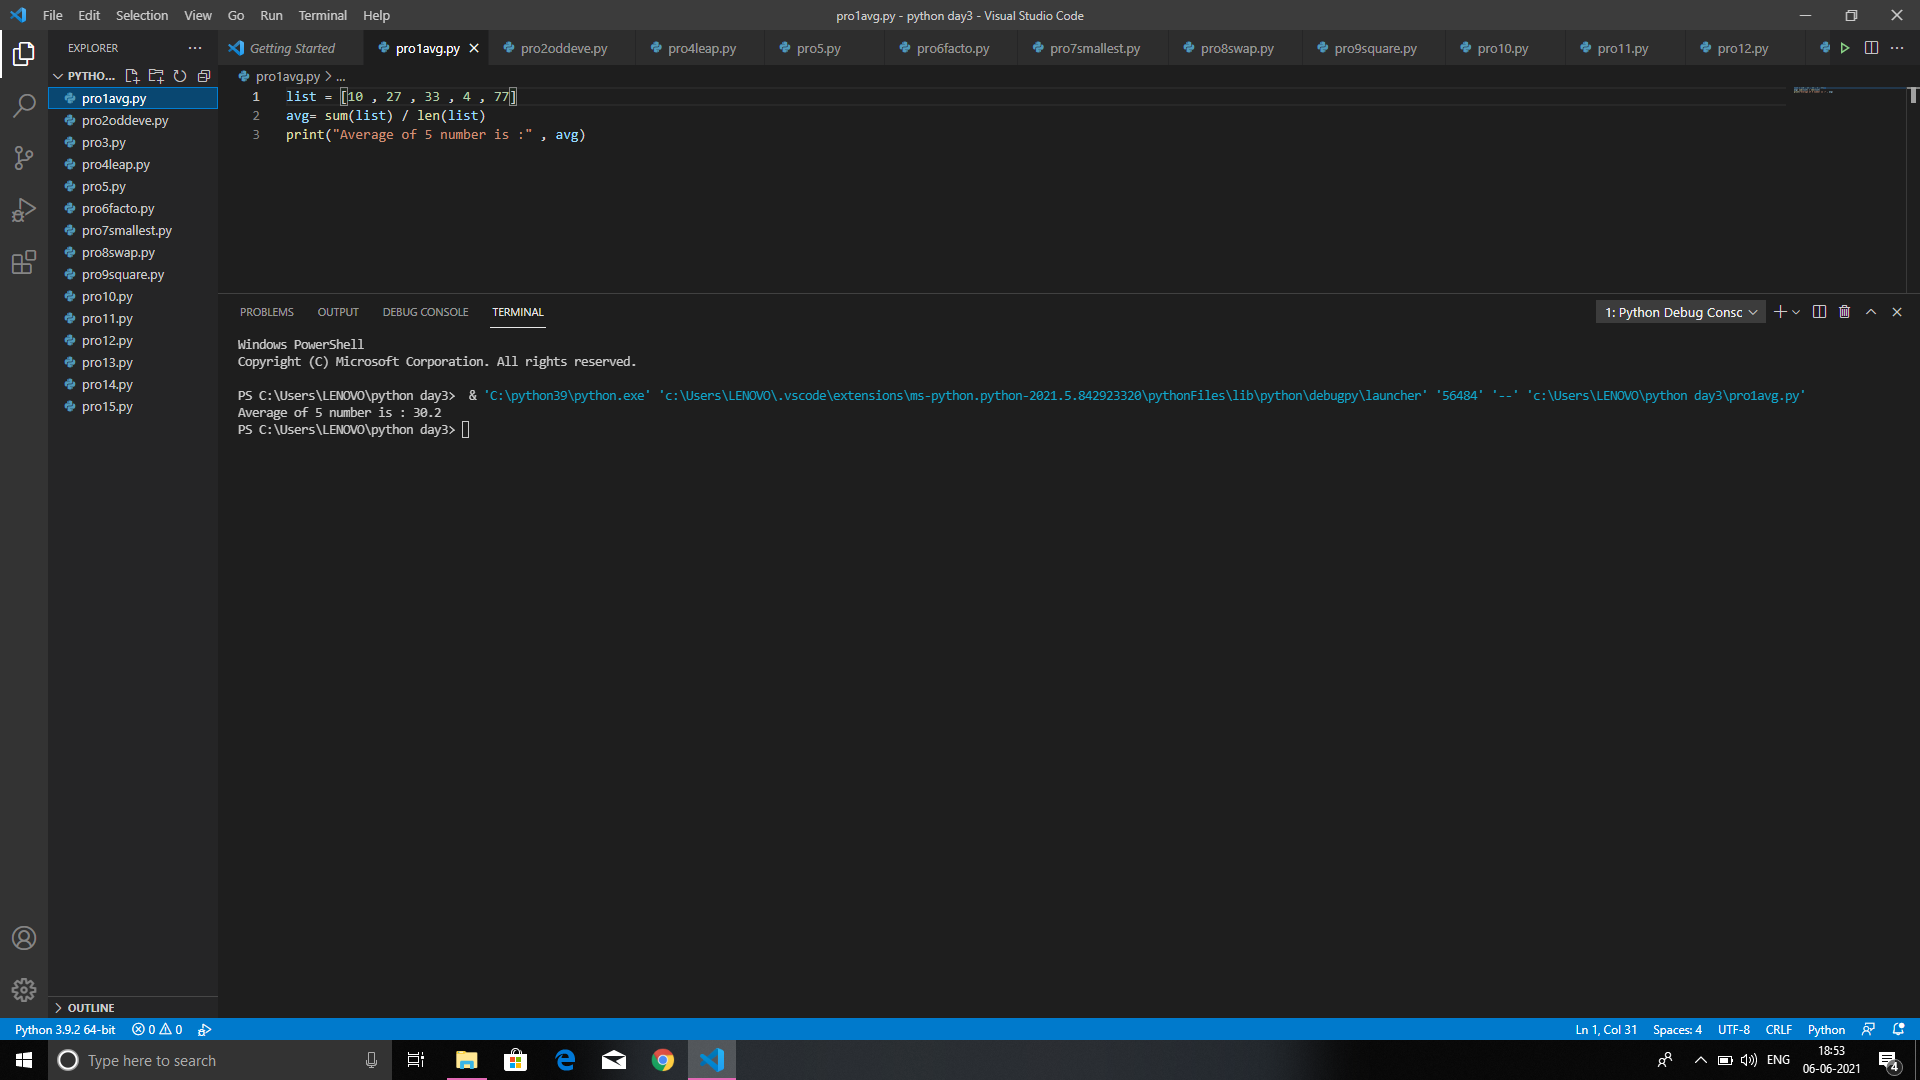 File Edit Selection View Go Run Terminal Help
pro1avg.py - python day3 - Visual Studio Code
EXPLORER
Getting Started pro1avg.py pro2oddeve.py pro4leap.py pro5.py pro6facto.py pro7smallest.py pro8swap.py pro9square.py pro10.py pro11.py pro12.py
PYTHO...
pro1avg.py
pro2oddeve.py
pro3.py
pro4leap.py
pro5.py
pro6facto.py
pro7smallest.py
pro8swap.py
pro9square.py
pro10.py
pro11.py
pro12.py
pro13.py
pro14.py
pro15.py
OUTLINE
pro1avg.py > ...
1 list = [10 , 27 , 33 , 4 , 77]
2 avg= sum(list) / len(list)
3 print("Average of 5 number is :" , avg)
PROBLEMS OUTPUT DEBUG CONSOLE TERMINAL
1: Python Debug Consc
Windows PowerShell
Copyright (C) Microsoft Corporation. All rights reserved.
PS C:\Users\LENOVO\python day3>  & 'C:\python39\python.exe' 'c:\Users\LENOVO\.vscode\extensions\ms-python.python-2021.5.842923320\pythonFiles\lib\python\debugpy\launcher' '56484' '--' 'c:\Users\LENOVO\python day3\pro1avg.py'
Average of 5 number is : 30.2
PS C:\Users\LENOVO\python day3>
Python 3.9.2 64-bit 0 0
Ln 1, Col 31 Spaces: 4 UTF-8 CRLF Python
Type here to search
ENG
18:53
06-06-2021
4